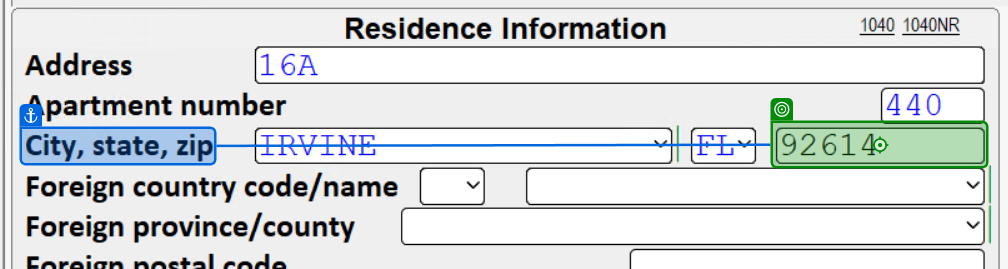 Residence Information 1040 1040NR
Address 16A
Apartment number 440
City, state, zip IRVINE FL 92614
Foreign country code/name
Foreign province/county
Foreign postal code